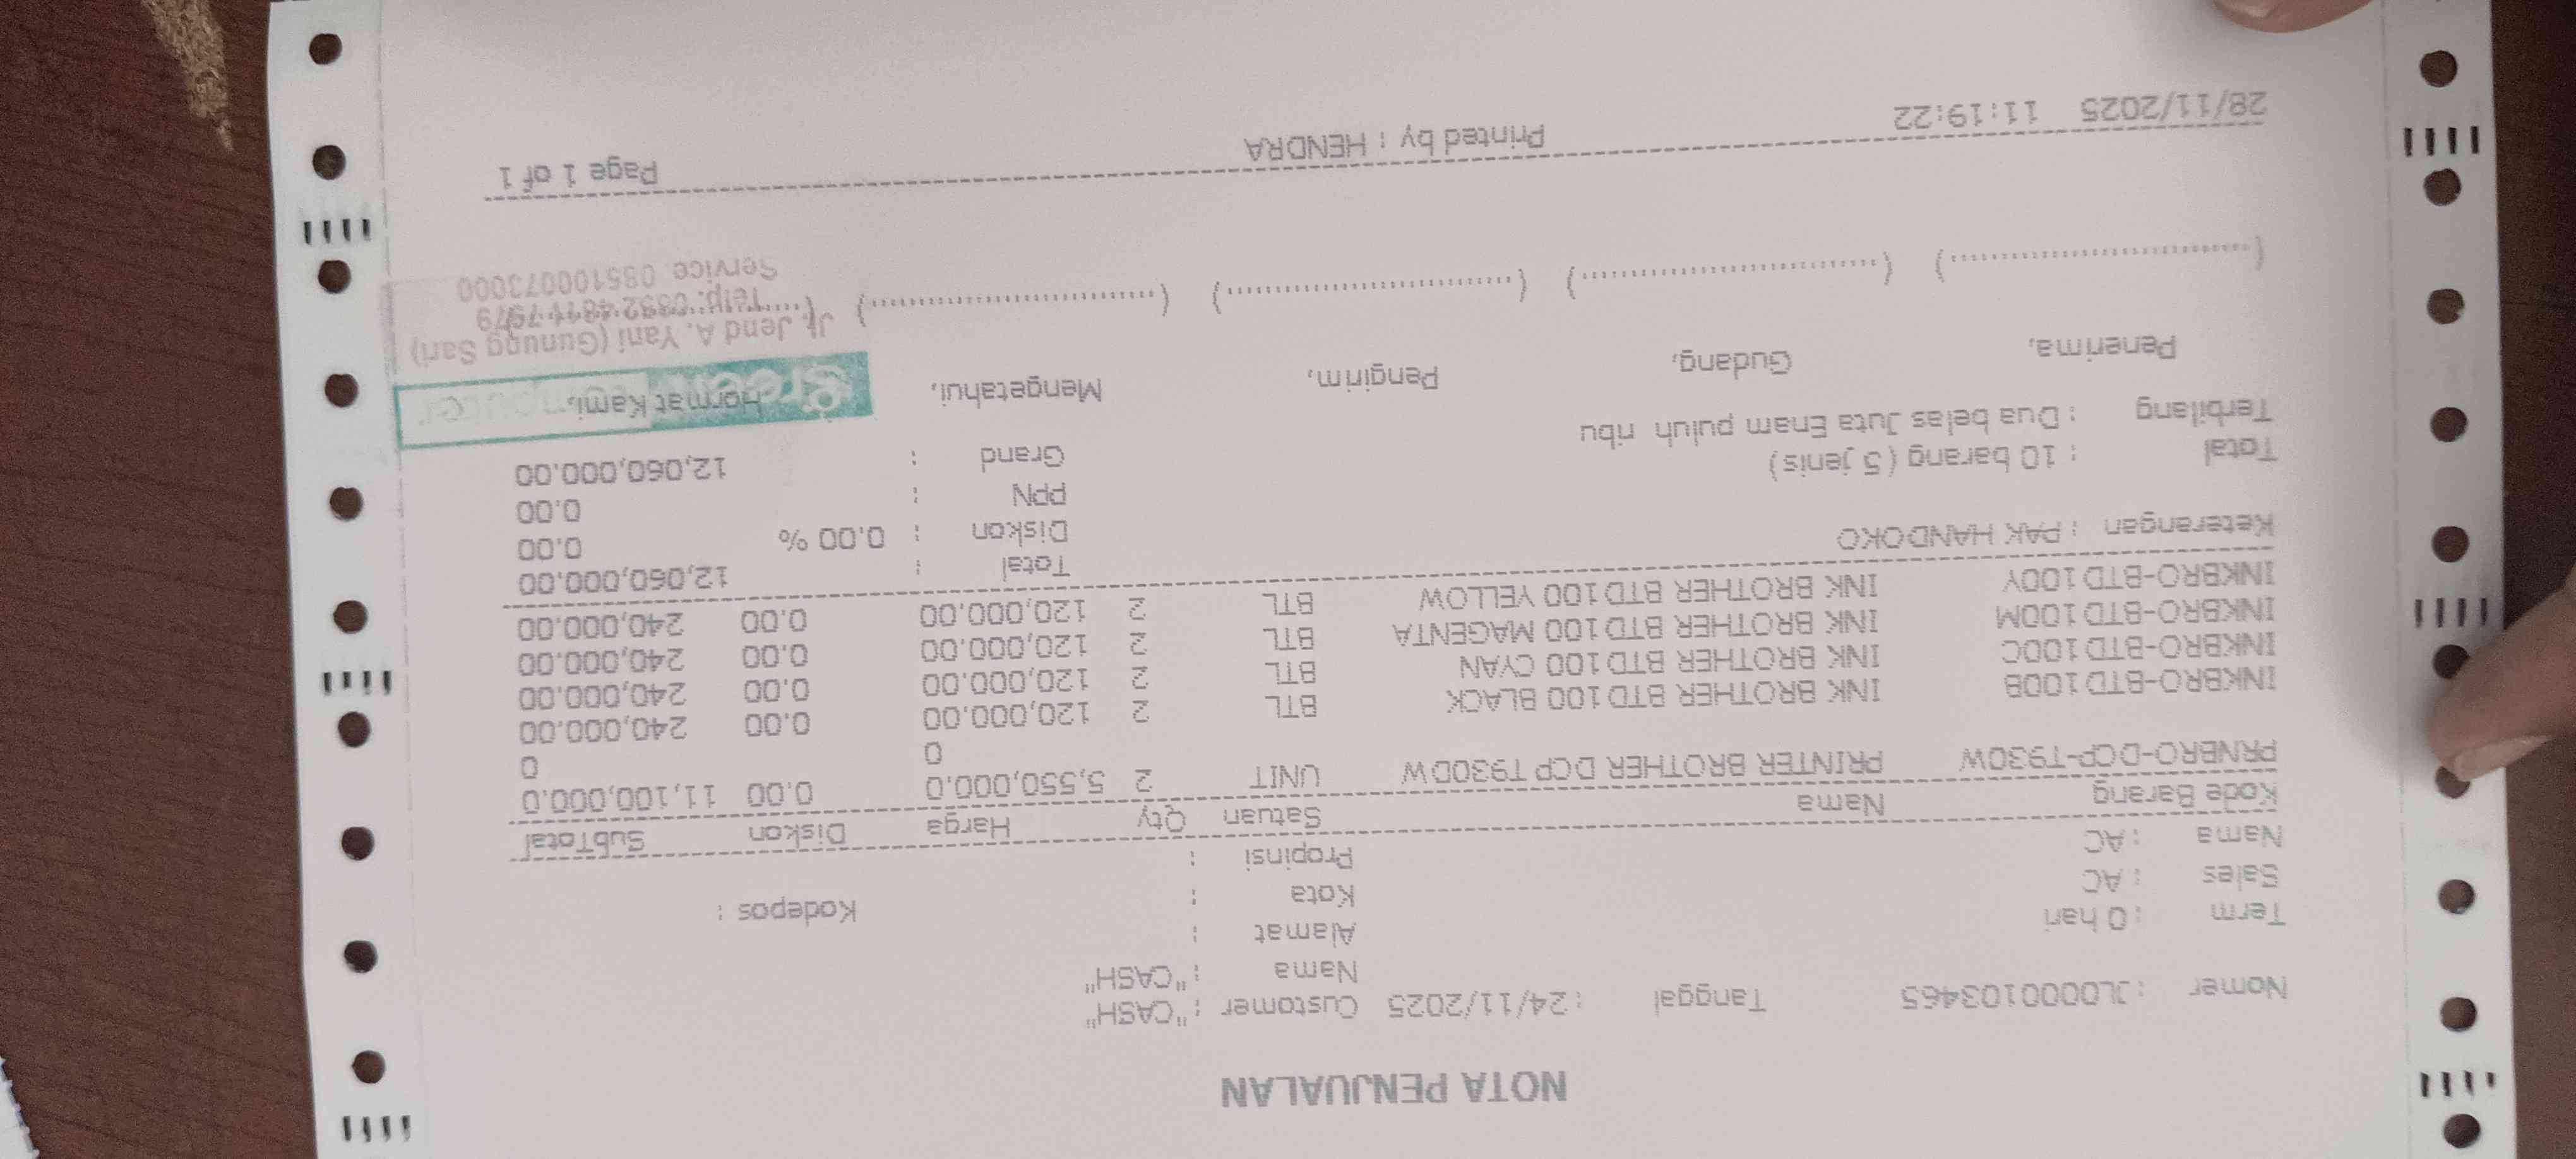 NOTA PENJUALAN
Nomer : JL0000103465 Tanggal : 24/11/2025 Customer : "CASH"
Nama : "CASH"
Term : 0 hari Alamat :
Sales : AC Kota : Kodepos :
Nama : AC Propinsi :
Kode Barang Nama Satuan Qty Harga Diskon SubTotal
PRNBRO-DCP-T930W PRINTER BROTHER DCP T930DW UNIT 2 5,550,000.0 0.00 11,100,000.0
0 0
INKBRO-BTD100B INK BROTHER BTD100 BLACK BTL 2 120,000.00 0.00 240,000.00
INKBRO-BTD100C INK BROTHER BTD100 CYAN BTL 2 120,000.00 0.00 240,000.00
INKBRO-BTD100M INK BROTHER BTD100 MAGENTA BTL 2 120,000.00 0.00 240,000.00
INKBRO-BTD100Y INK BROTHER BTD100 YELLOW BTL 2 120,000.00 0.00 240,000.00
Keterangan : PAK HANDOKO Total : 12,060,000.00
Diskon : 0.00 % 0.00
PPN : 0.00
Total : 10 barang (5 jenis) Grand : 12,060,000.00
Terbilang : Dua belas Juta Enam puluh ribu
Penerima, Gudang, Pengirim, Mengetahui, Hormat Kami,
green
Jl. Jend A. Yani (Gunung Sari)
Telp.
Service 085100073000
28/11/2025 11:19:22 Printed by : HENDRA Page 1 of 1